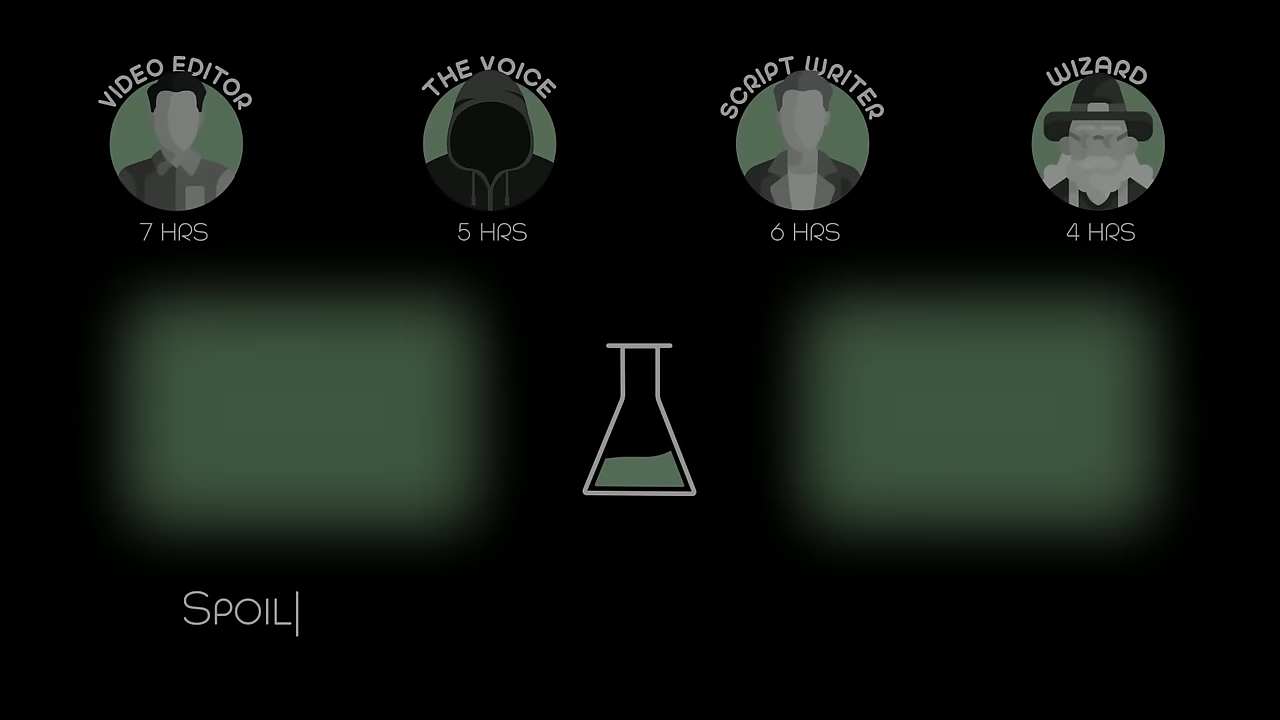 VIDEO EDITOR
THE VOICE
SCRIPT WRITER
WIZARD
7 HRS
5 HRS
6 HRS
4 HRS
SPOIL